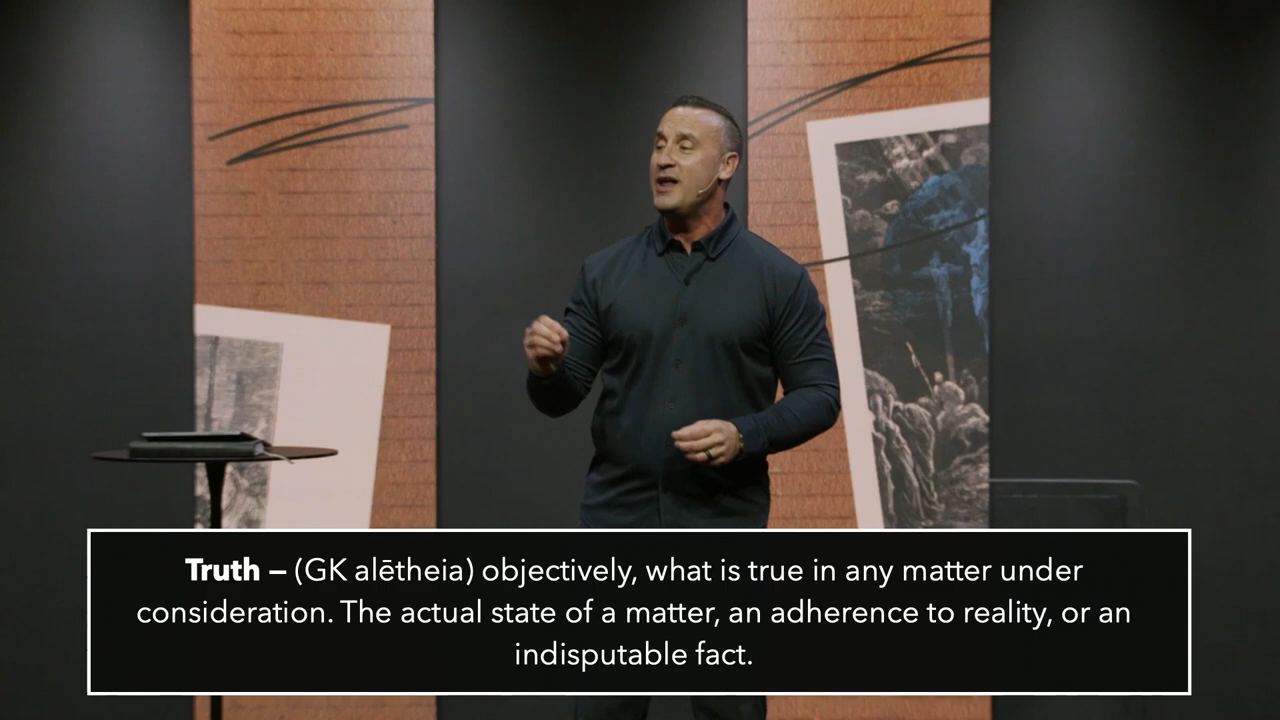 Truth – (GK alētheia) objectively, what is true in any matter under
consideration. The actual state of a matter, an adherence to reality, or an
indisputable fact.